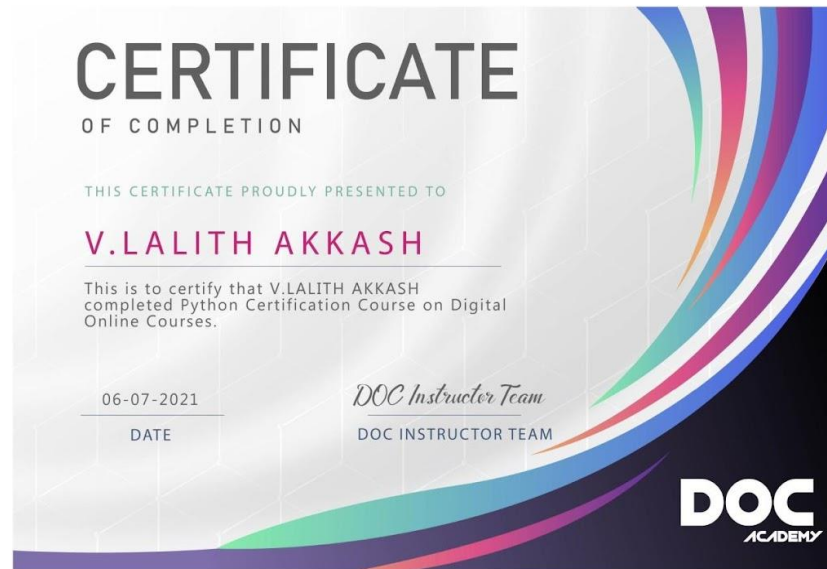 CERTIFICATE
OF COMPLETION
THIS CERTIFICATE PROUDLY PRESENTED TO
V.LALITH AKKASH
This is to certify that V.LALITH AKKASH
completed Python Certification Course on Digital
Online Courses.
06-07-2021
DATE
DOC Instructor Team
DOC INSTRUCTOR TEAM
DOC
ACADEMY